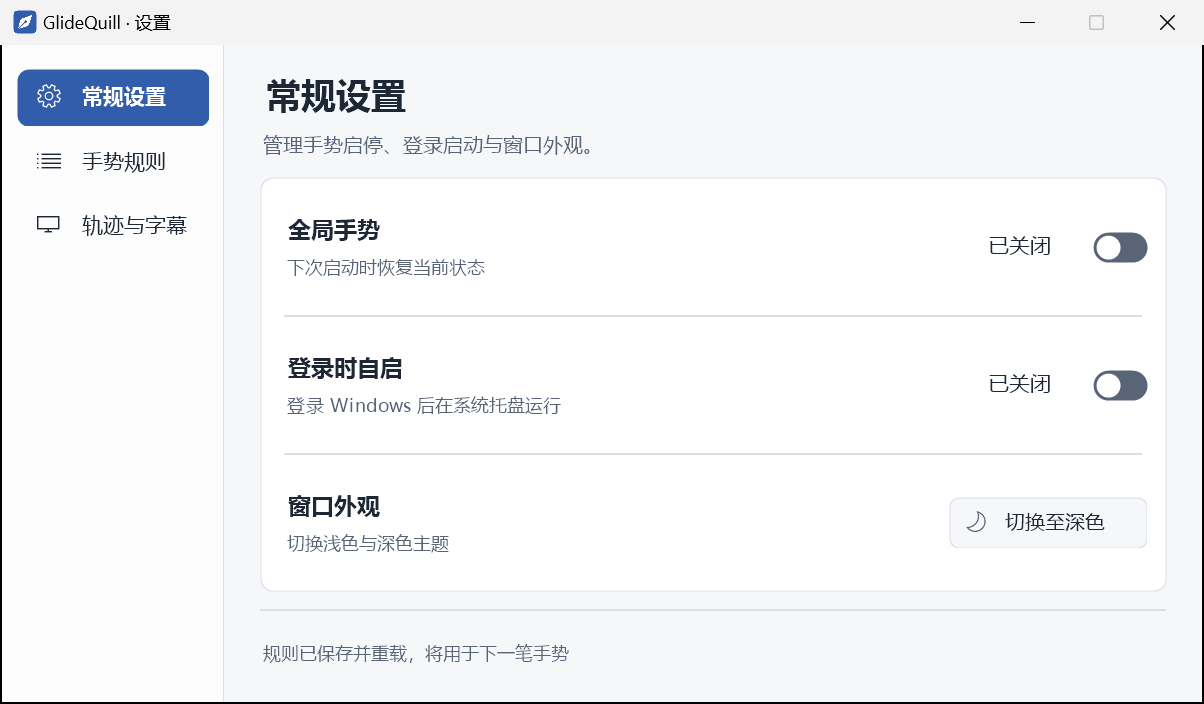 GlideQuill · 设置
常规设置
手势规则
轨迹与字幕
常规设置
管理手势启停、登录启动与窗口外观。
全局手势
下次启动时恢复当前状态
已关闭
登录时自启
登录 Windows 后在系统托盘运行
已关闭
窗口外观
切换浅色与深色主题
切换至深色
规则已保存并重载，将用于下一笔手势